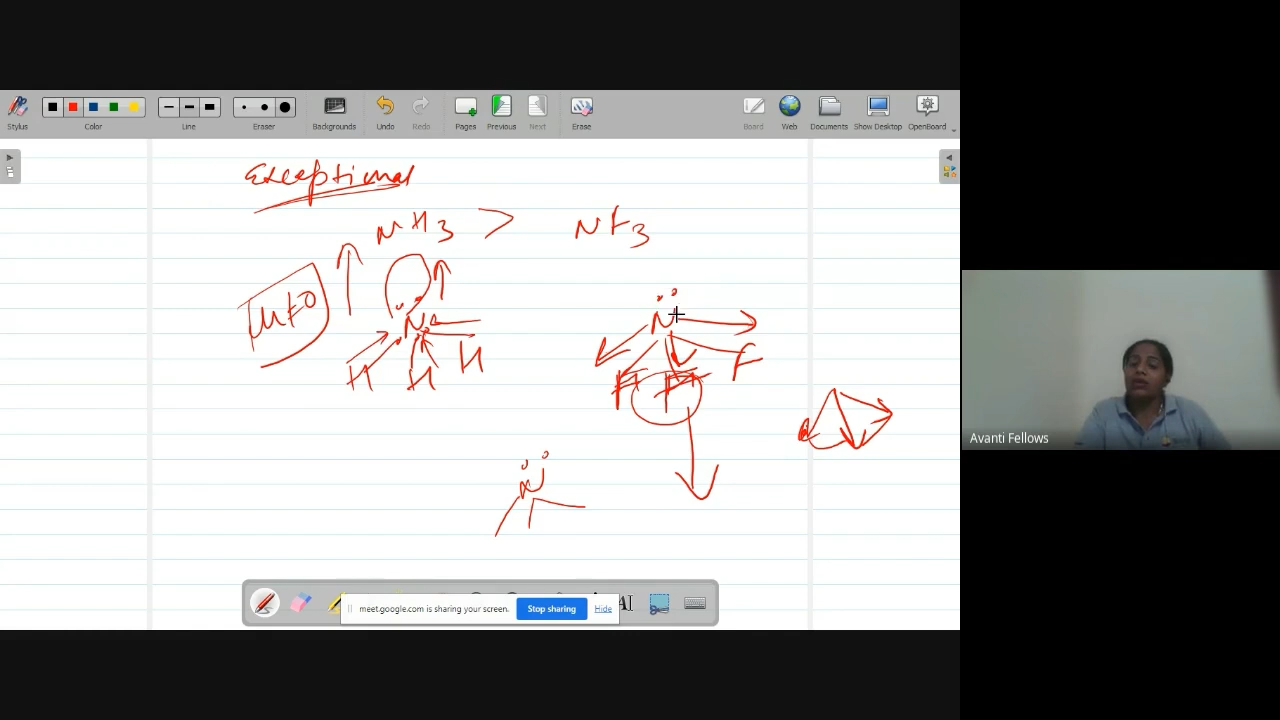 Stylus
Color
Line
Eraser
Backgrounds
Undo
Redo
Pages
Previous
Next
Erase
Board
Web
Documents
Show Desktop
OpenBoard
Exceptional
NH3 > NF3
μ≠0
N
H H H
N
F F F
N
Avanti Fellows
meet.google.com is sharing your screen.
Stop sharing
Hide